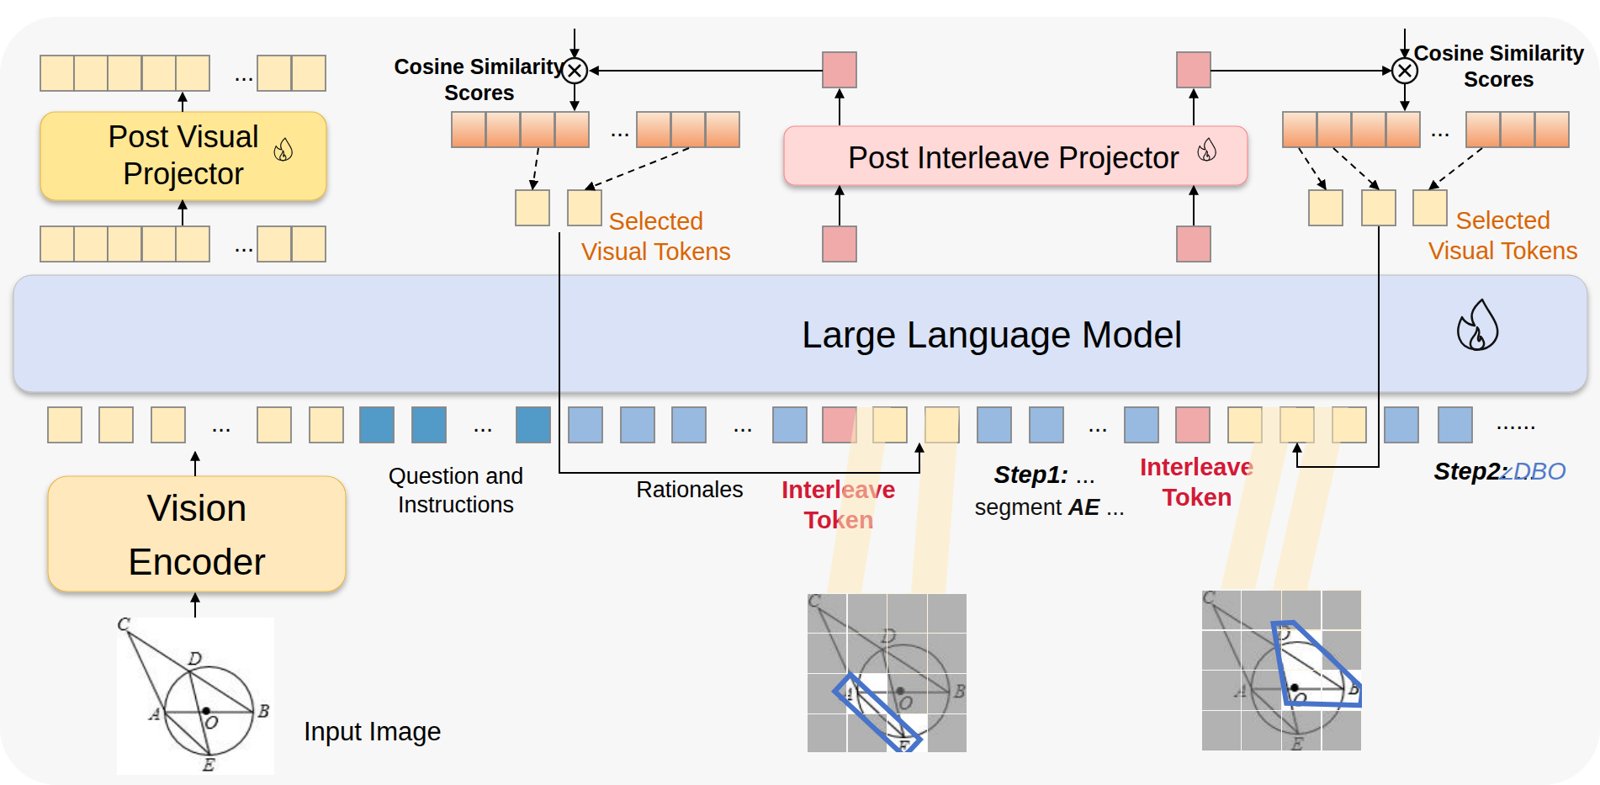 Cosine Similarity
Scores
Cosine Similarity
Scores
...
...
...
Post Visual
Projector
Post Interleave Projector
Selected
Visual Tokens
Selected
Visual Tokens
...
Large Language Model
...
...
...
...
......
Question and
Instructions
Rationales
Interleave
Token
Step1: ...
segment AE ...
Interleave
Token
Step2:
∠DBO
Vision
Encoder
Input Image
C
D
A
O
B
E
C
D
A
O
B
E
C
D
A
O
B
E